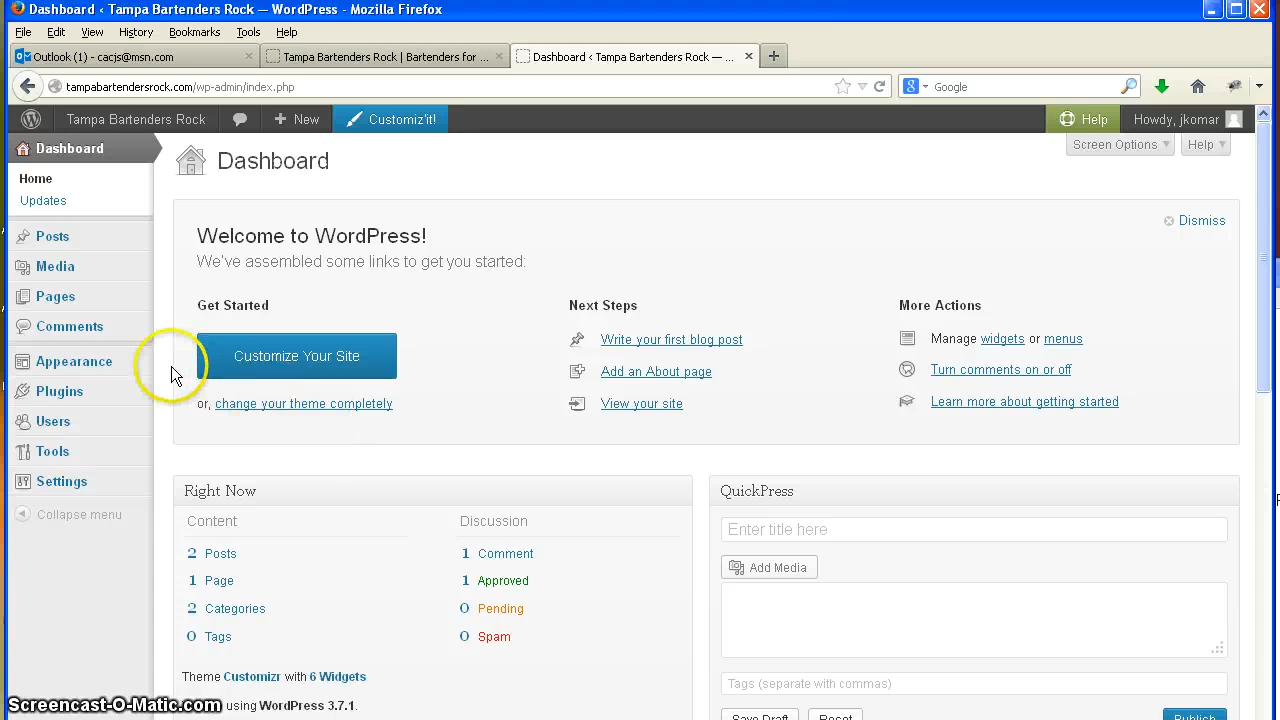 Dashboard ‹ Tampa Bartenders Rock — WordPress - Mozilla Firefox
File Edit View History Bookmarks Tools Help
Outlook (1) - cacjs@msn.com
Tampa Bartenders Rock | Bartenders for ...
Dashboard ‹ Tampa Bartenders Rock — ...
tampabartendersrock.com/wp-admin/index.php
Google
Tampa Bartenders Rock
New
Customiz'it!
Help
Howdy, jkomar
Dashboard
Home
Updates
Posts
Media
Pages
Comments
Appearance
Plugins
Users
Tools
Settings
Collapse menu
Dashboard
Screen Options
Help
Welcome to WordPress!
We've assembled some links to get you started:
Dismiss
Get Started
Customize Your Site
or, change your theme completely
Next Steps
Write your first blog post
Add an About page
View your site
More Actions
Manage widgets or menus
Turn comments on or off
Learn more about getting started
Right Now
Content
2 Posts
1 Page
2 Categories
0 Tags
Discussion
1 Comment
1 Approved
0 Pending
0 Spam
Theme Customizr with 6 Widgets
using WordPress 3.7.1.
QuickPress
Enter title here
Add Media
Tags (separate with commas)
Save Draft
Reset
Publish
Screencast-O-Matic.com